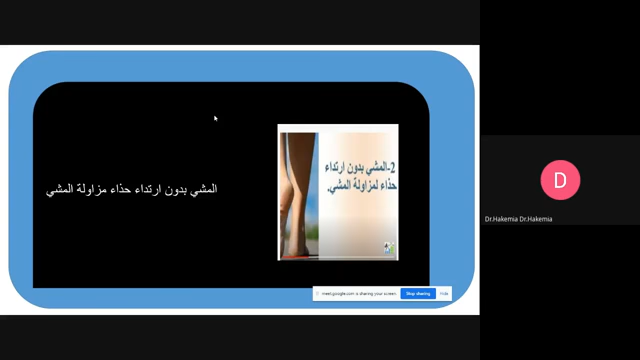 المشي بدون ارتداء حذاء مزاولة المشي
2-المشي بدون ارتداء
حذاء لمزاولة المشي.
meet.google.com is sharing your screen.
Stop sharing
Hide
D
Dr.Hakemia Dr.Hakemia